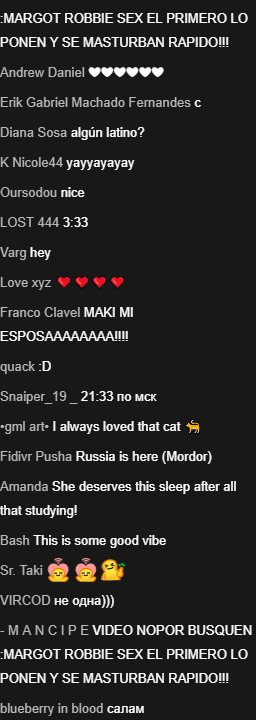 :MARGOT ROBBIE SEX EL PRIMERO LO
PONEN Y SE MASTURBAN RAPIDO!!!
Andrew Daniel 🤍🤍🤍🤍🤍🤍
Erik Gabriel Machado Fernandes c
Diana Sosa algún latino?
K Nicole44 yayyayayay
Oursodou nice
LOST 444 3:33
Varg hey
Love xyz ❤️❤️❤️❤️
Franco Clavel MAKI MI
ESPOSAAAAAAAA!!!!
quack :D
Snaiper_19 _ 21:33 по мск
•gml art• I always loved that cat 🐈
Fidivr Pusha Russia is here (Mordor)
Amanda She deserves this sleep after all
that studying!
Bash This is some good vibe
Sr. Taki
VIRCOD не одна)))
- M A N C I P E VIDEO NOPOR BUSQUEN
:MARGOT ROBBIE SEX EL PRIMERO LO
PONEN Y SE MASTURBAN RAPIDO!!!
blueberry in blood салам